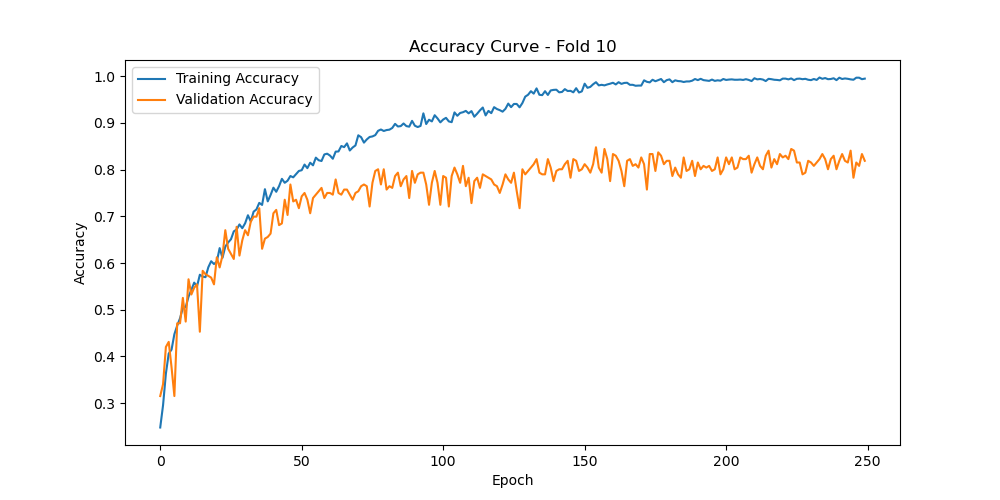 Accuracy Curve - Fold 10
Training Accuracy
Validation Accuracy
Accuracy
1.0
0.9
0.8
0.7
0.6
0.5
0.4
0.3
0 50 100 150 200 250
Epoch